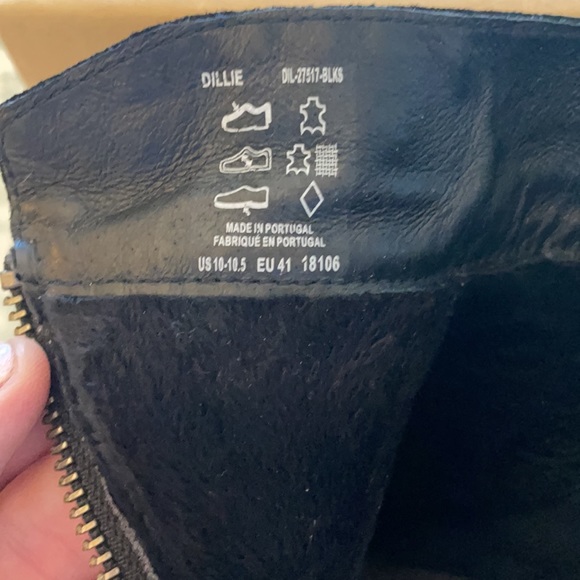 DILLIE DIL-27517-BLKS
MADE IN PORTUGAL
FABRIQUÉ EN PORTUGAL
US 10-10.5 EU 41 18106